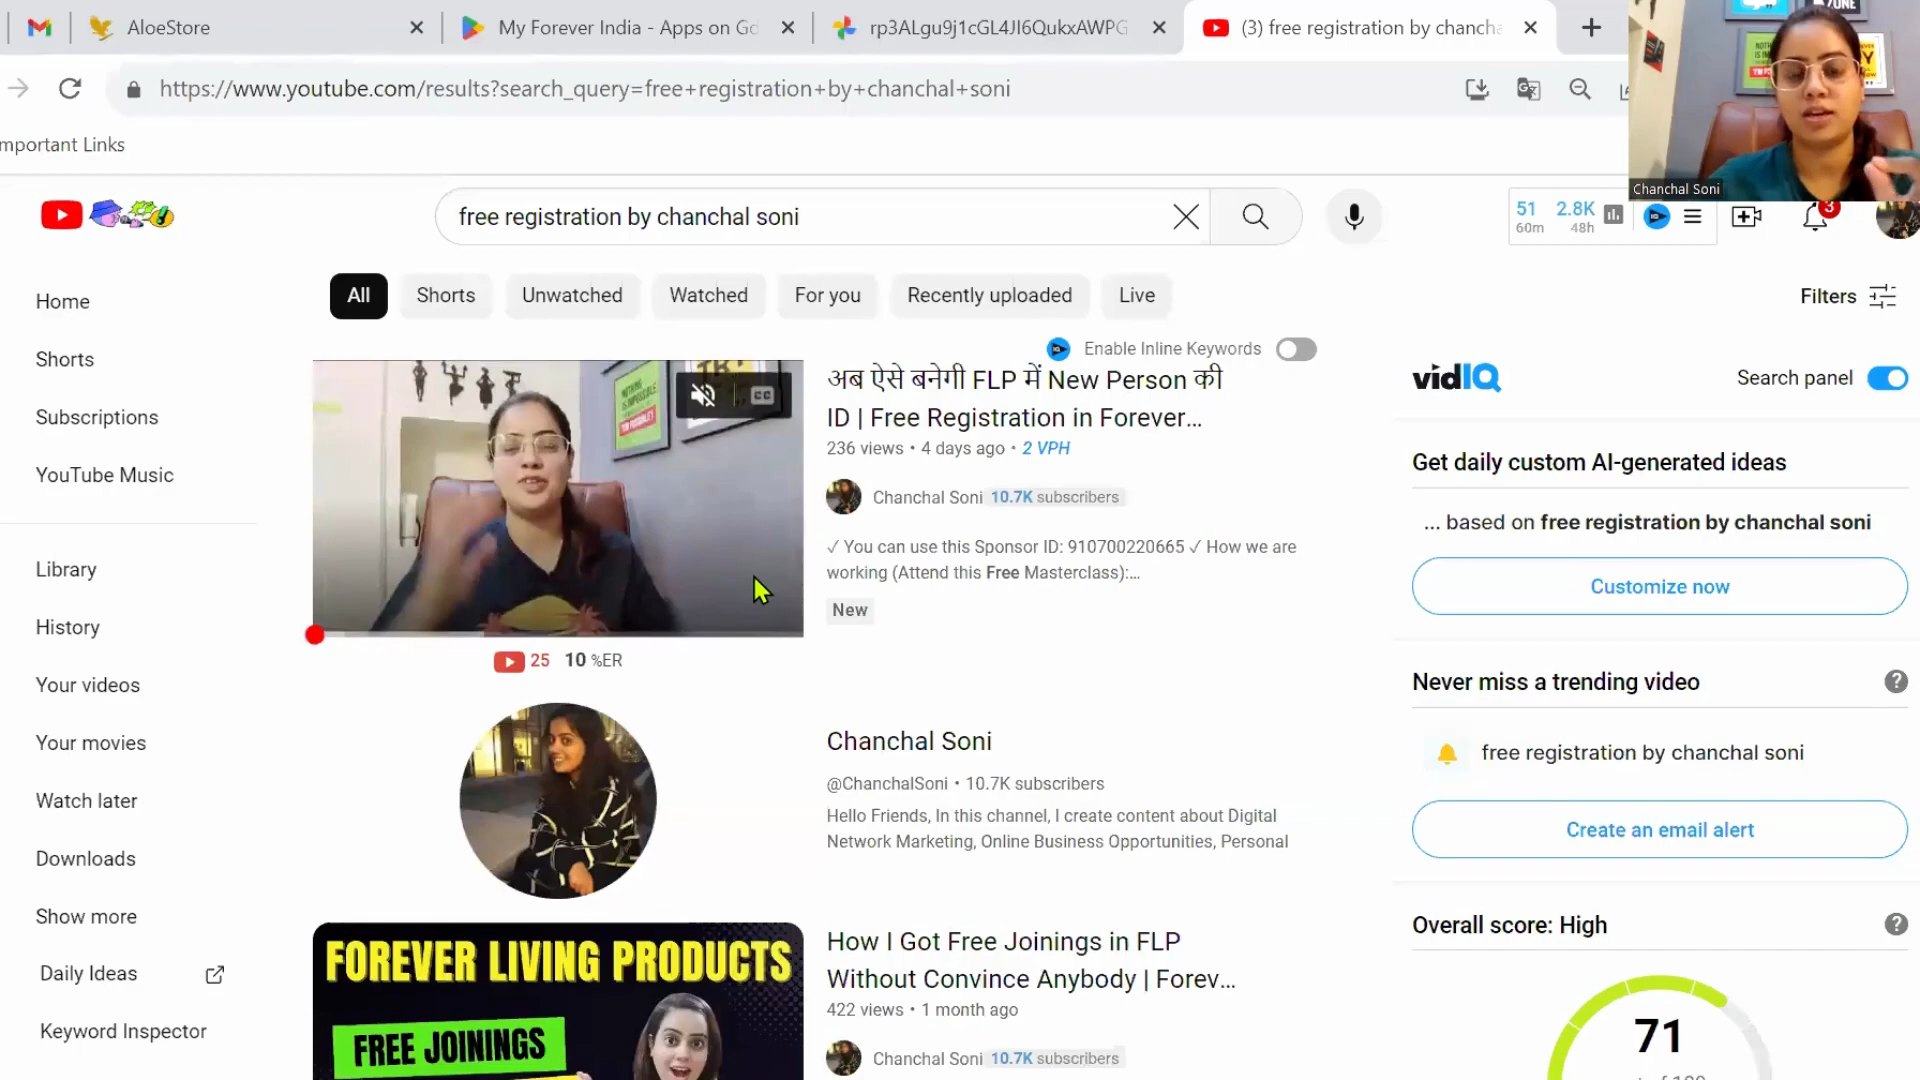 AloeStore
My Forever India - Apps on Go
rp3ALgu9j1cGL4JI6QukxAWPG
(3) free registration by chancha
https://www.youtube.com/results?search_query=free+registration+by+chanchal+soni
mportant Links
Chanchal Soni
free registration by chanchal soni
51 2.8K
60m 48h
3
All
Shorts
Unwatched
Watched
For you
Recently uploaded
Live
Filters
Home
Shorts
Subscriptions
YouTube Music
Library
History
Your videos
Your movies
Watch later
Downloads
Show more
Daily Ideas
Keyword Inspector
Enable Inline Keywords
अब ऐसे बनेगी FLP में New Person की
ID | Free Registration in Forever...
236 views • 4 days ago • 2 VPH
Chanchal Soni 10.7K subscribers
✓ You can use this Sponsor ID: 910700220665 ✓ How we are
working (Attend this Free Masterclass):...
New
25 10 %ER
Chanchal Soni
@ChanchalSoni • 10.7K subscribers
Hello Friends, In this channel, I create content about Digital
Network Marketing, Online Business Opportunities, Personal
FOREVER LIVING PRODUCTS
FREE JOININGS
How I Got Free Joinings in FLP
Without Convince Anybody | Forev...
422 views • 1 month ago
Chanchal Soni 10.7K subscribers
vidIQ
Search panel
Get daily custom AI-generated ideas
... based on free registration by chanchal soni
Customize now
Never miss a trending video
free registration by chanchal soni
Create an email alert
Overall score: High
71